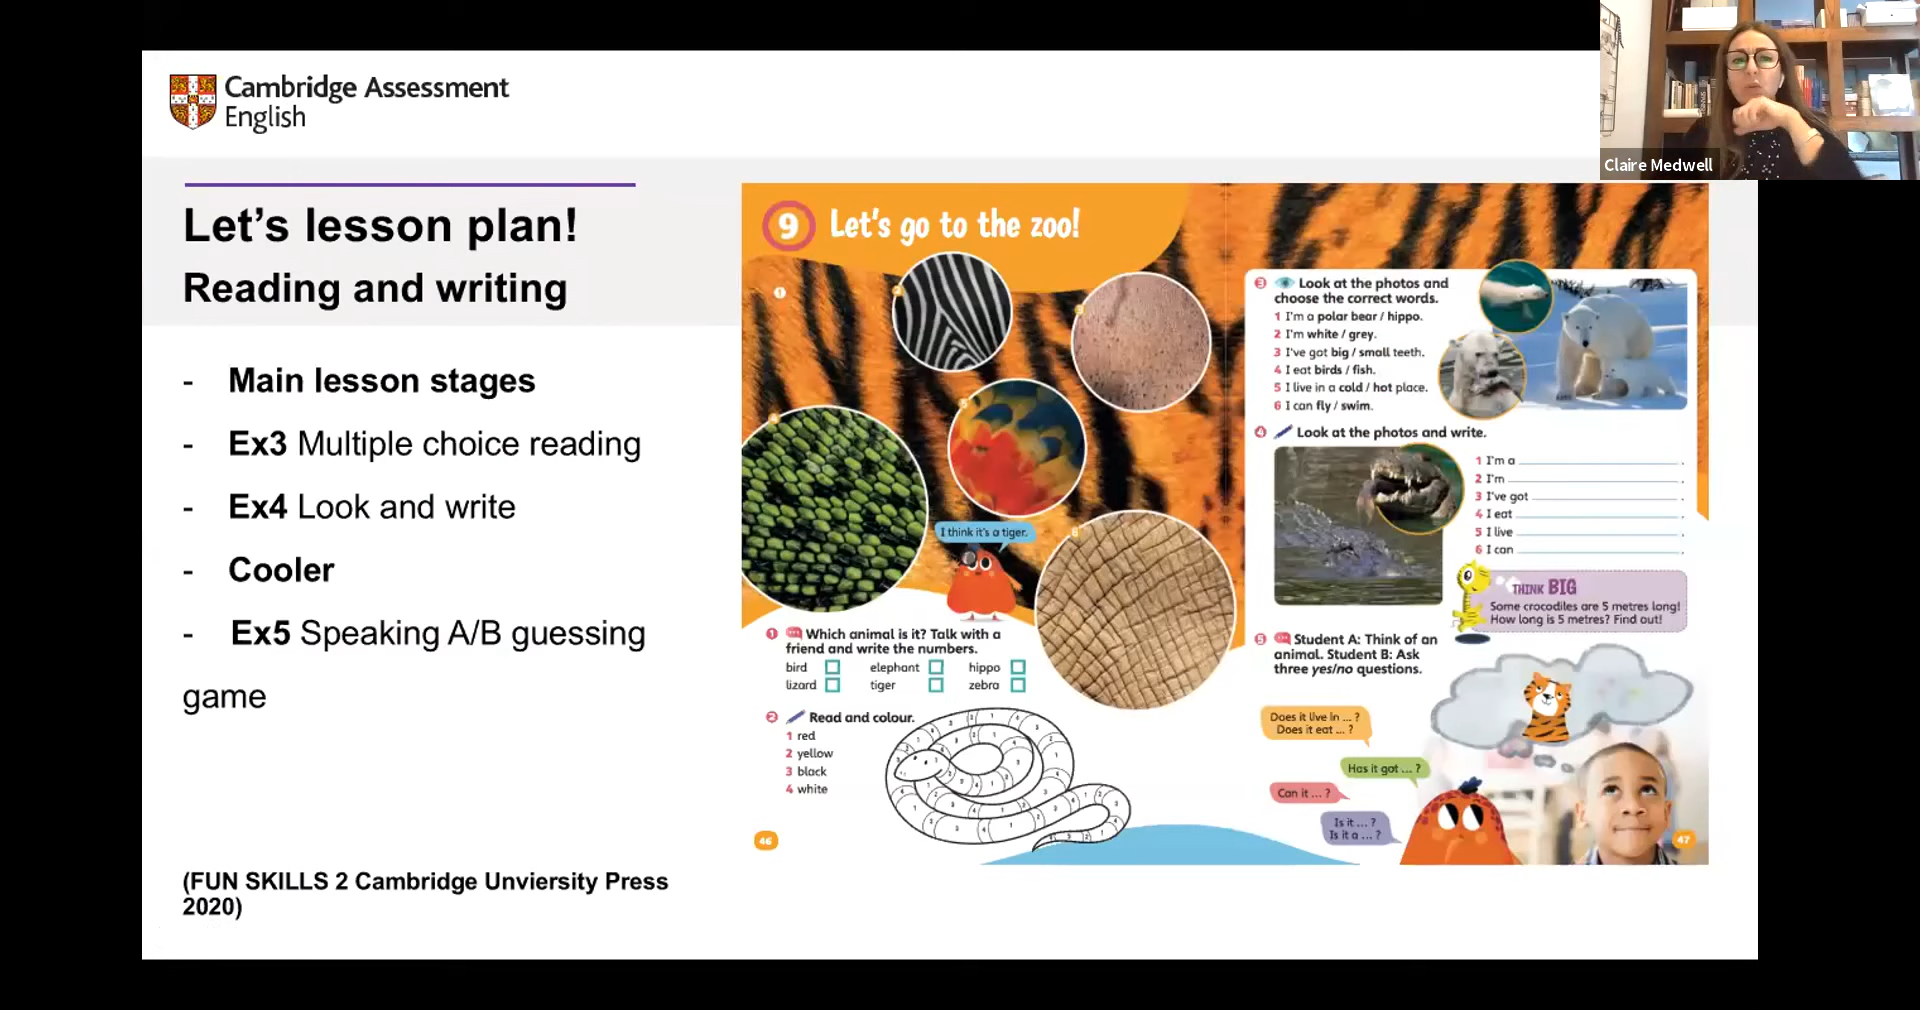 Cambridge Assessment
English
Claire Medwell
Let's lesson plan!
Reading and writing
- Main lesson stages
- Ex3 Multiple choice reading
- Ex4 Look and write
- Cooler
- Ex5 Speaking A/B guessing
game
(FUN SKILLS 2 Cambridge Unviersity Press
2020)
9 Let's go to the zoo!
1
I think it's a tiger.
1 Which animal is it? Talk with a
friend and write the numbers.
bird elephant hippo
lizard tiger zebra
2 Read and colour.
1 red
2 yellow
3 black
4 white
46
3 Look at the photos and
choose the correct words.
1 I'm a polar bear / hippo.
2 I'm white / grey.
3 I've got big / small teeth.
4 I eat birds / fish.
5 I live in a cold / hot place.
6 I can fly / swim.
4 Look at the photos and write.
1 I'm a
2 I'm
3 I've got
4 I eat
5 I live
6 I can
THINK BIG
Some crocodiles are 5 metres long!
How long is 5 metres? Find out!
5 Student A: Think of an
animal. Student B: Ask
three yes/no questions.
Does it live in ... ?
Does it eat ... ?
Has it got ... ?
Can it ... ?
Is it ... ?
Is it a ... ?
47